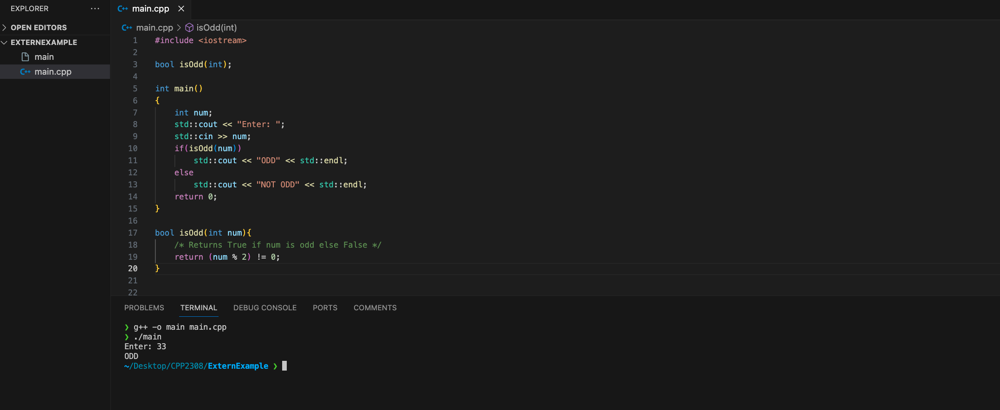 EXPLORER ···
OPEN EDITORS
EXTERNEXAMPLE
main
C++ main.cpp
C++ main.cpp ×
C++ main.cpp > isOdd(int)
1 #include <iostream>
2
3 bool isOdd(int);
4
5 int main()
6 {
7     int num;
8     std::cout << "Enter: ";
9     std::cin >> num;
10     if(isOdd(num))
11         std::cout << "ODD" << std::endl;
12     else
13         std::cout << "NOT ODD" << std::endl;
14     return 0;
15 }
16
17 bool isOdd(int num){
18     /* Returns True if num is odd else False */
19     return (num % 2) != 0;
20 }
21
22
PROBLEMS TERMINAL DEBUG CONSOLE PORTS COMMENTS
❯ g++ -o main main.cpp
❯ ./main
Enter: 33
ODD
~/Desktop/CPP2308/ExternExample ❯